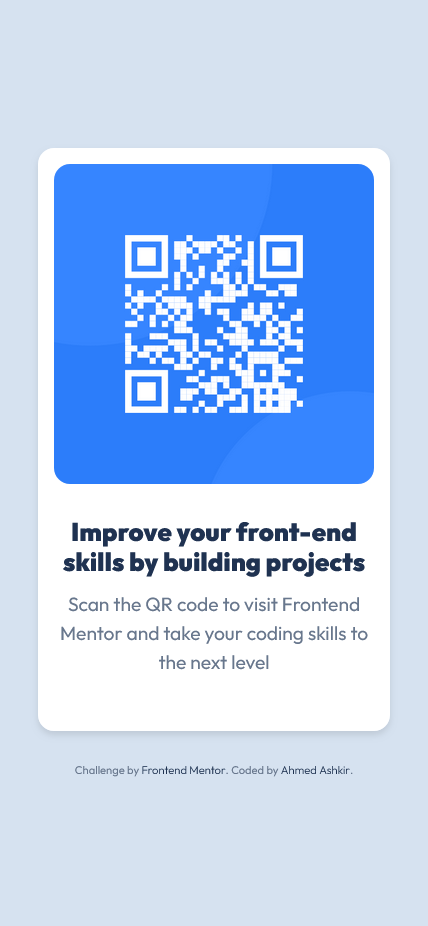 Improve your front-end
skills by building projects
Scan the QR code to visit Frontend
Mentor and take your coding skills to
the next level
Challenge by Frontend Mentor. Coded by Ahmed Ashkir.